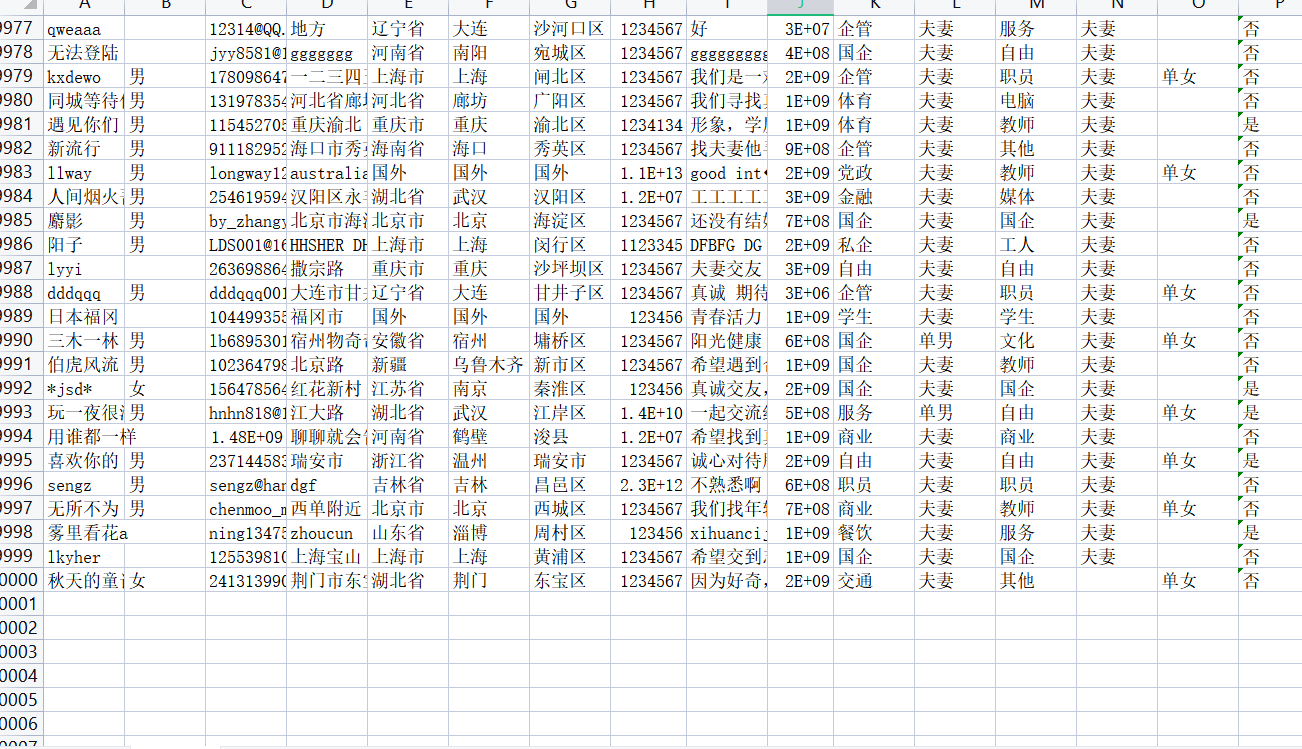 A B C D E F G H I J K L M N O P
9977 qweaaa 12314@QQ. 地方 辽宁省 大连 沙河口区 1234567 好 3E+07 企管 夫妻 服务 夫妻 否
9978 无法登陆 jyy8581@1 ggggggg 河南省 南阳 宛城区 1234567 ggggggggg 4E+08 国企 夫妻 自由 夫妻 否
9979 kxdewo 男 178098647 一二三四 上海市 上海 闸北区 1234567 我们是一 2E+09 企管 夫妻 职员 夫妻 单女 否
9980 同城等待 男 131978354 河北省廊 河北省 廊坊 广阳区 1234567 我们寻找 1E+09 体育 夫妻 电脑 夫妻 否
9981 遇见你们 男 115452705 重庆渝北 重庆市 重庆 渝北区 1234134 形象，学 1E+09 体育 夫妻 教师 夫妻 是
9982 新流行 男 911182952 海口市秀 海南省 海口 秀英区 1234567 找夫妻他 9E+08 企管 夫妻 其他 夫妻 否
9983 llway 男 longway12 australia 国外 国外 国外 1.1E+13 good int 2E+09 党政 夫妻 教师 夫妻 单女 否
9984 人间烟火 男 254619594 汉阳区永 湖北省 武汉 汉阳区 1.2E+07 工工工工 3E+09 金融 夫妻 媒体 夫妻 否
9985 麝影 男 by_zhangy 北京市海 北京市 北京 海淀区 1234567 还没有结 7E+08 国企 夫妻 国企 夫妻 是
9986 阳子 男 LDS001@16 HHSHER DH 上海市 上海 闵行区 1123345 DFBFG DG 2E+09 私企 夫妻 工人 夫妻 否
9987 lyyi 263698864 撒宗路 重庆市 重庆 沙坪坝区 1234567 夫妻交友 3E+09 自由 夫妻 自由 夫妻 否
9988 dddqqq 男 dddqqq001 大连市甘 辽宁省 大连 甘井子区 1234567 真诚 期待 3E+06 企管 夫妻 职员 夫妻 单女 否
9989 日本福冈 104499355 福冈市 国外 国外 国外 123456 青春活力 1E+09 学生 夫妻 学生 夫妻 否
9990 三木一林 男 1b6895301 宿州物奇 安徽省 宿州 墉桥区 1234567 阳光健康 6E+08 国企 单男 文化 夫妻 单女 否
9991 伯虎风流 男 102364798 北京路 新疆 乌鲁木齐 新市区 1234567 希望遇到 1E+09 国企 夫妻 教师 夫妻 否
9992 *jsd* 女 156478564 红花新村 江苏省 南京 秦淮区 123456 真诚交友， 2E+09 国企 夫妻 国企 夫妻 是
9993 玩一夜很 男 hnhn818@1 江大路 湖北省 武汉 江岸区 1.4E+10 一起交流 5E+08 服务 单男 自由 夫妻 单女 是
9994 用谁都一样 1.48E+09 聊聊就会 河南省 鹤壁 浚县 1.2E+07 希望找到 1E+09 商业 夫妻 商业 夫妻 否
9995 喜欢你的 男 237144583 瑞安市 浙江省 温州 瑞安市 1234567 诚心对待 2E+09 自由 夫妻 自由 夫妻 单女 是
9996 sengz 男 sengz@han dgf 吉林省 吉林 昌邑区 2.3E+12 不熟悉啊 6E+08 职员 夫妻 职员 夫妻 否
9997 无所不为 男 chenmoo_m 西单附近 北京市 北京 西城区 1234567 我们找年 7E+08 商业 夫妻 教师 夫妻 单女 否
9998 雾里看花a ning13475 zhoucun 山东省 淄博 周村区 123456 xihuancij 1E+09 餐饮 夫妻 服务 夫妻 是
9999 lkyher 125539810 上海宝山 上海市 上海 黄浦区 1234567 希望交到 1E+09 国企 夫妻 国企 夫妻 否
0000 秋天的童 女 241313990 荆门市东 湖北省 荆门 东宝区 1234567 因为好奇， 2E+09 交通 夫妻 其他 单女 否
0001
0002
0003
0004
0005
0006